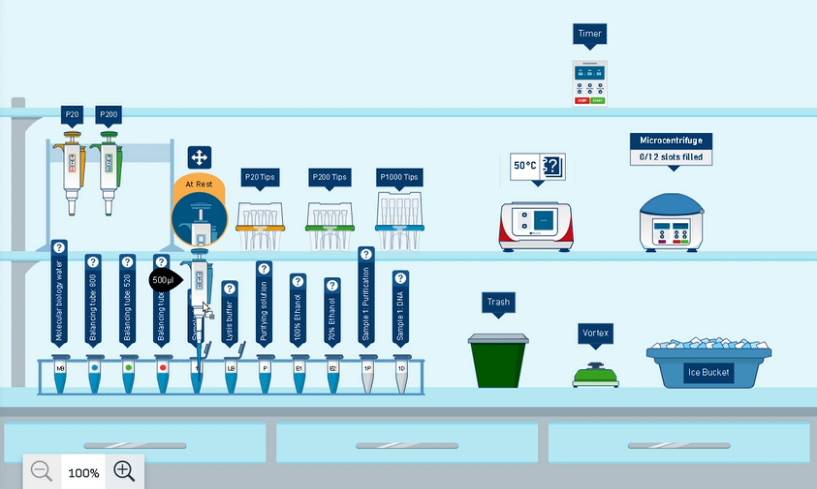 Timer
P20
P200
Microcentrifuge
0/12 slots filled
50°C
At Rest
P20 Tips
P200 Tips
P1000 Tips
500µl
Molecular biology water
Balancing tube: 800
Balancing tube: 520
Balancing tube
Lysis buffer
Purifying solution
100% Ethanol
70% Ethanol
Sample 1: Purification
Sample 1: DNA
Trash
Vortex
Ice Bucket
MB
LB
P
E1
E2
1P
1D
100%